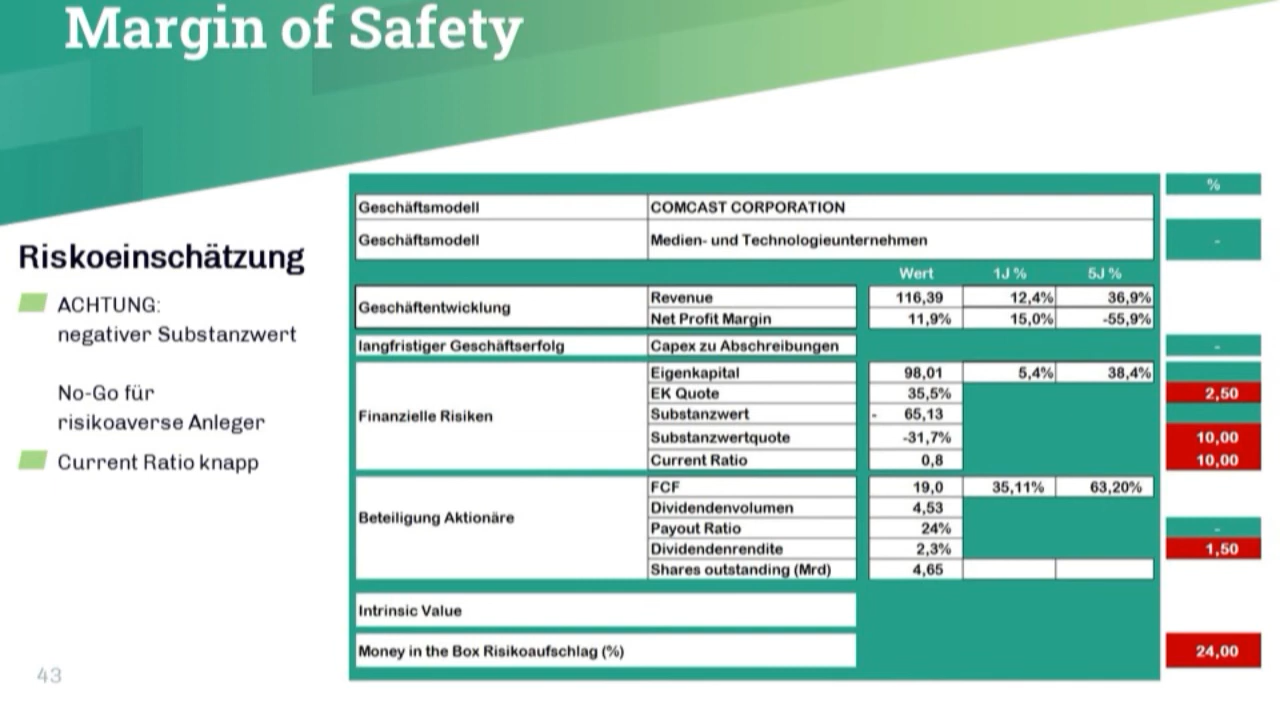 Margin of Safety
Riskoeinschätzung
ACHTUNG:
negativer Substanzwert
No-Go für
risikoaverse Anleger
Current Ratio knapp
43
%
Geschäftsmodell COMCAST CORPORATION
Geschäftsmodell Medien- und Technologieunternehmen -
Wert 1J % 5J %
Geschäftentwicklung
Revenue 116,39 12,4% 36,9%
Net Profit Margin 11,9% 15,0% -55,9%
langfristiger Geschäftserfolg Capex zu Abschreibungen -
Finanzielle Risiken
Eigenkapital 98,01 5,4% 38,4%
EK Quote 35,5% 2,50
Substanzwert - 65,13
Substanzwertquote -31,7% 10,00
Current Ratio 0,8 10,00
Beteiligung Aktionäre
FCF 19,0 35,11% 63,20%
Dividendenvolumen 4,53
Payout Ratio 24% -
Dividendenrendite 2,3% 1,50
Shares outstanding (Mrd) 4,65
Intrinsic Value
Money in the Box Risikoaufschlag (%) 24,00